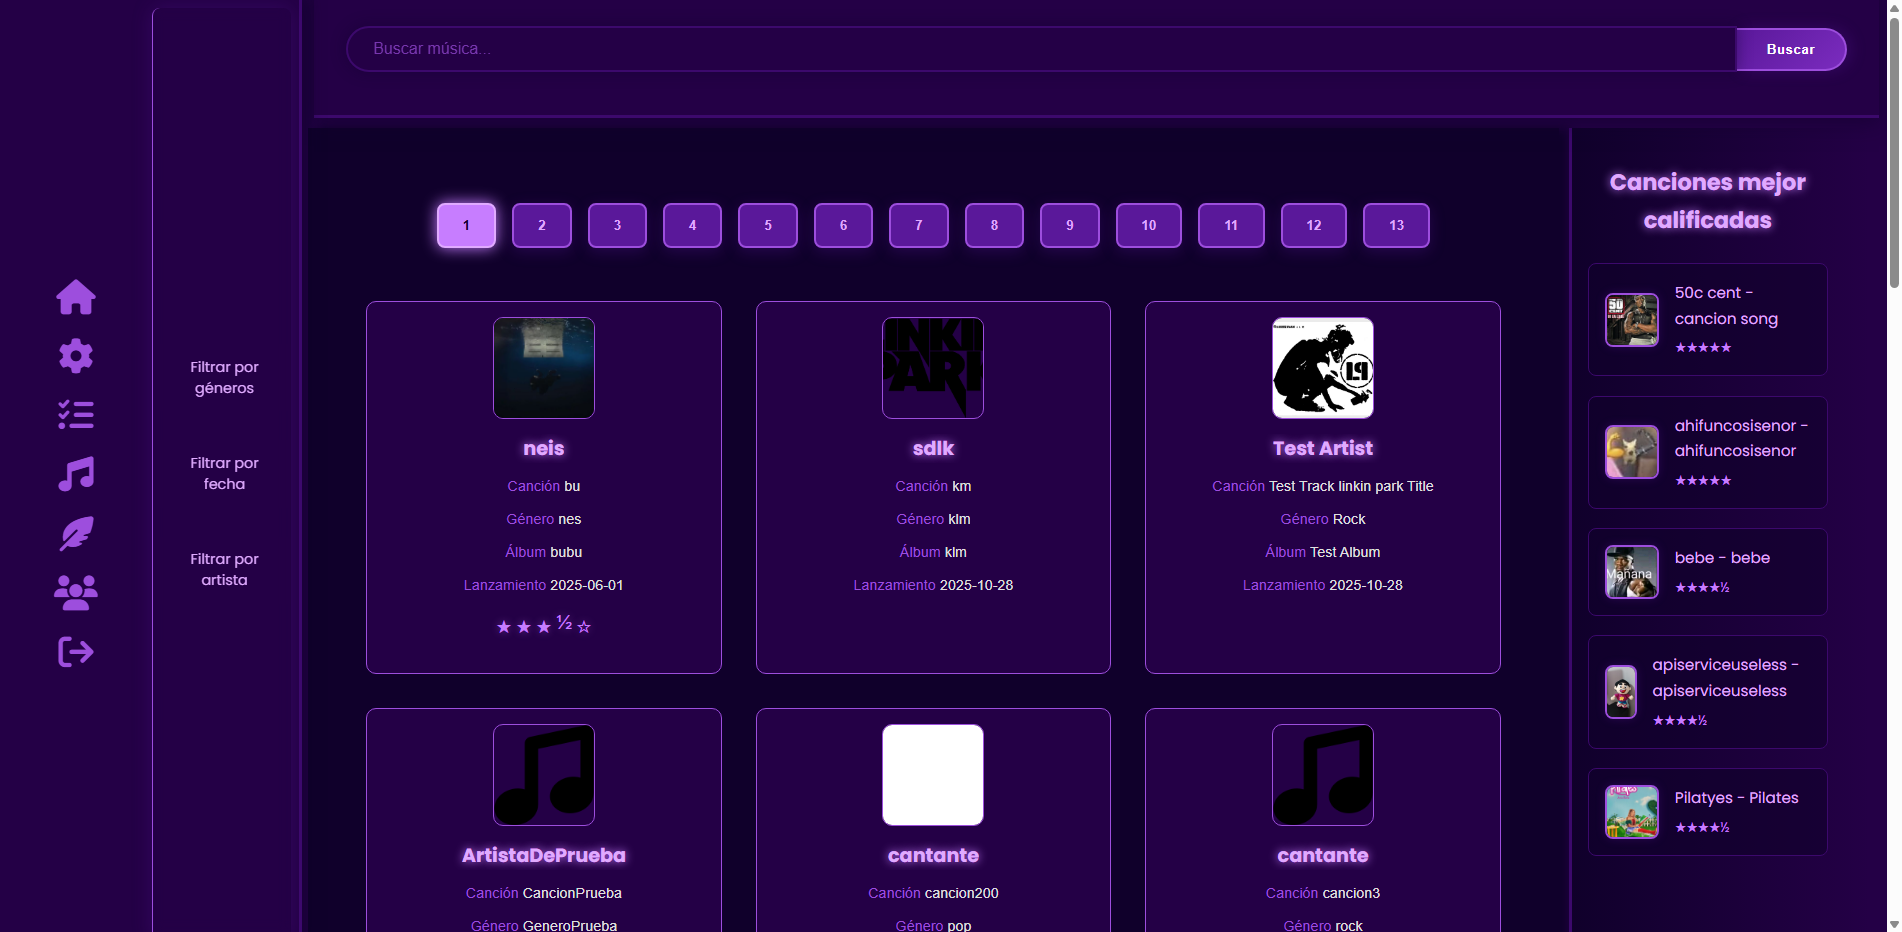 Buscar música...
Buscar
Filtrar por
géneros
Filtrar por
fecha
Filtrar por
artista
1 2 3 4 5 6 7 8 9 10 11 12 13
neis
Canción bu
Género nes
Álbum bubu
Lanzamiento 2025-06-01
★ ★ ★ ½ ☆
INKI
PARK
sdlk
Canción km
Género klm
Álbum klm
Lanzamiento 2025-10-28
Test Artist
Canción Test Track linkin park Title
Género Rock
Álbum Test Album
Lanzamiento 2025-10-28
ArtistaDePrueba
Canción CancionPrueba
Género GeneroPrueba
cantante
Canción cancion200
Género pop
cantante
Canción cancion3
Género rock
Canciones mejor
calificadas
50
50c cent -
cancion song
★★★★★
ahifuncosisenor -
ahifuncosisenor
★★★★★
Mañana
bebe - bebe
★★★★½
apiserviceuseless -
apiserviceuseless
★★★★½
Pilatyes - Pilates
★★★★½